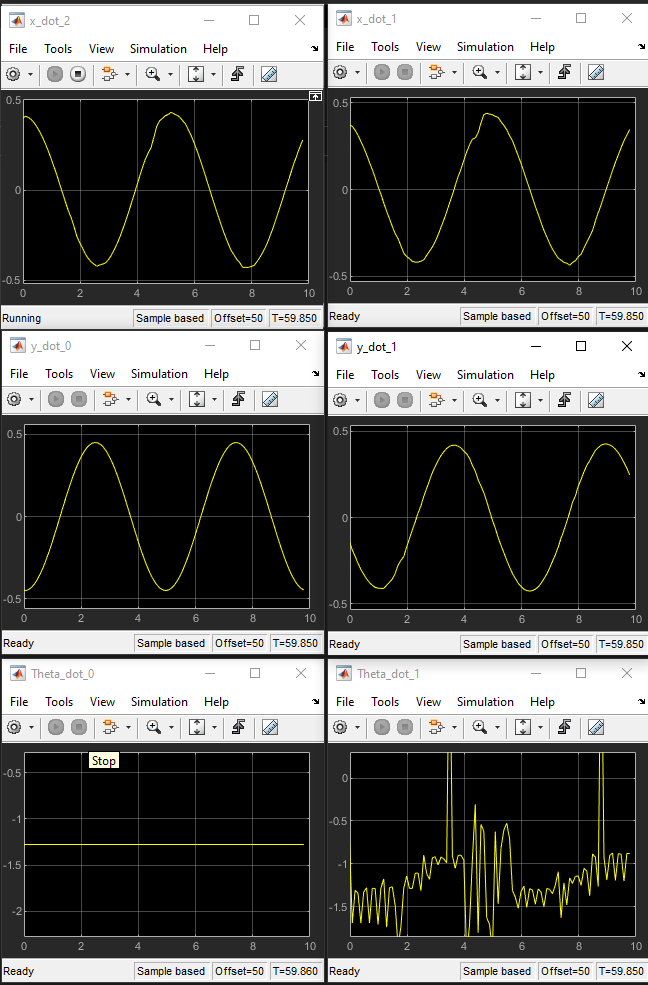 x_dot_2
File Tools View Simulation Help
0.5
0
-0.5
0 2 4 6 8 10
Running Sample based Offset=50 T=59.850
x_dot_1
File Tools View Simulation Help
0.5
0
-0.5
0 2 4 6 8 10
Ready Sample based Offset=50 T=59.850
y_dot_0
File Tools View Simulation Help
0.5
0
-0.5
0 2 4 6 8 10
Ready Sample based Offset=50 T=59.850
y_dot_1
File Tools View Simulation Help
0.5
0
-0.5
0 2 4 6 8 10
Ready Sample based Offset=50 T=59.850
Theta_dot_0
File Tools View Simulation Help
Stop
-0.5
-1
-1.5
-2
0 2 4 6 8 10
Ready Sample based Offset=50 T=59.860
Theta_dot_1
File Tools View Simulation Help
0
-0.5
-1
-1.5
0 2 4 6 8 10
Ready Sample based Offset=50 T=59.850